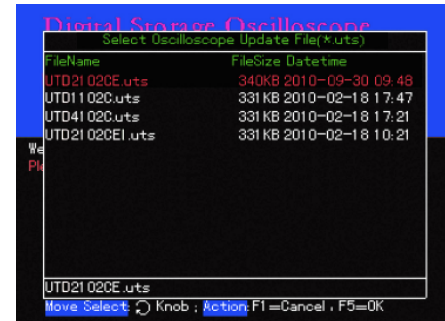 Digital Storage Oscilloscope
Select Oscilloscope Update File(*.uts)
FileName FileSize Datetime
UTD2102CE.uts 340KB 2010-09-30 09:48
UTD1102C.uts 331KB 2010-02-18 17:47
UTD4102C.uts 331KB 2010-02-18 17:21
UTD2102CEI.uts 331KB 2010-02-18 10:21
We
Ple
UTD2102CE.uts
Move Select: Knob ; Action: F1=Cancel , F5=OK